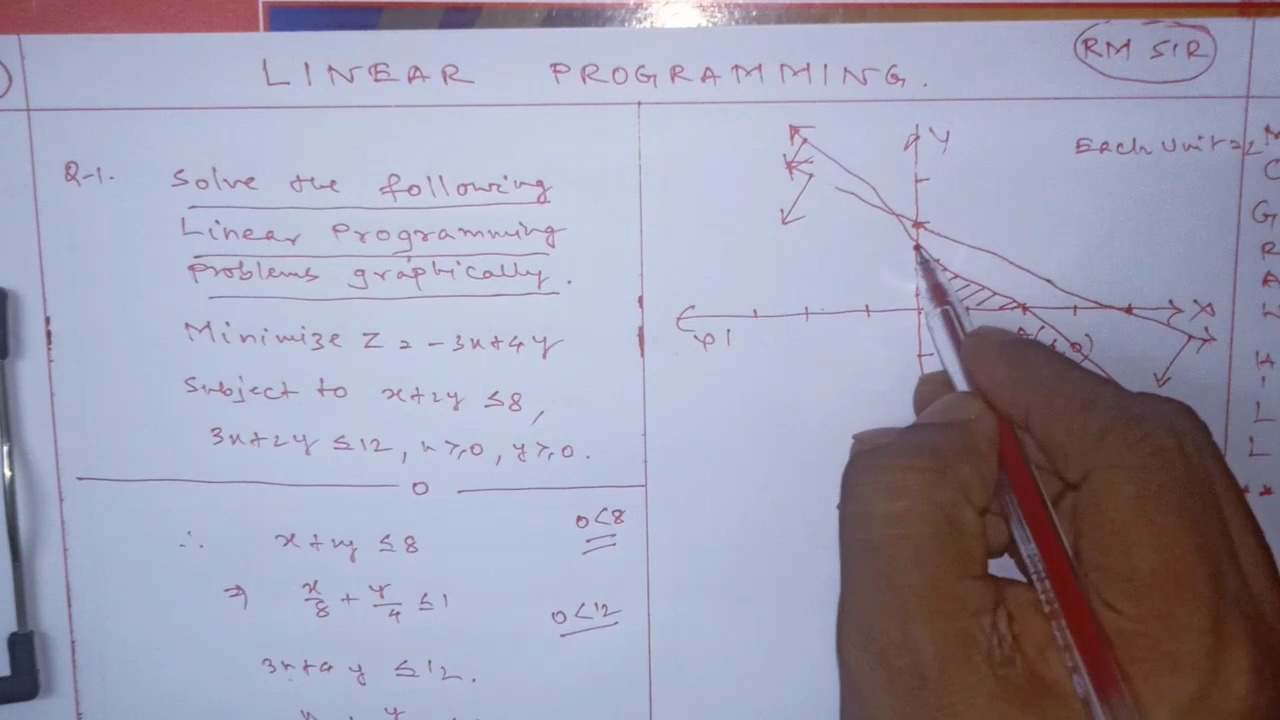 RM SIR
LINEAR PROGRAMMING.
Q-1. Solve the following
Linear Programming
problems graphically.
Minimize Z = -3x+4y
Subject to x+2y ≤8,
3x+2y ≤12, x ≥0, y ≥0.
0
∴ x+2y ≤8
0<8
⇒ x/8 + y/4 ≤1
0<12
3x+4y ≤12.
y
Each Unit = 2
Y
X
M
C
G
R
A
W
H
I
L
L
**